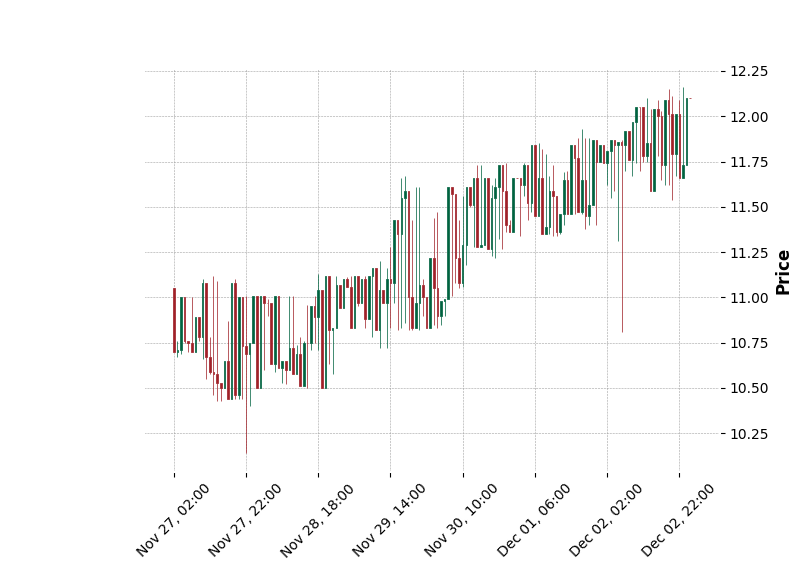 12.25
12.00
11.75
11.50
11.25
11.00
10.75
10.50
10.25
Price
Nov 27, 02:00
Nov 27, 22:00
Nov 28, 18:00
Nov 29, 14:00
Nov 30, 10:00
Dec 01, 06:00
Dec 02, 02:00
Dec 02, 22:00